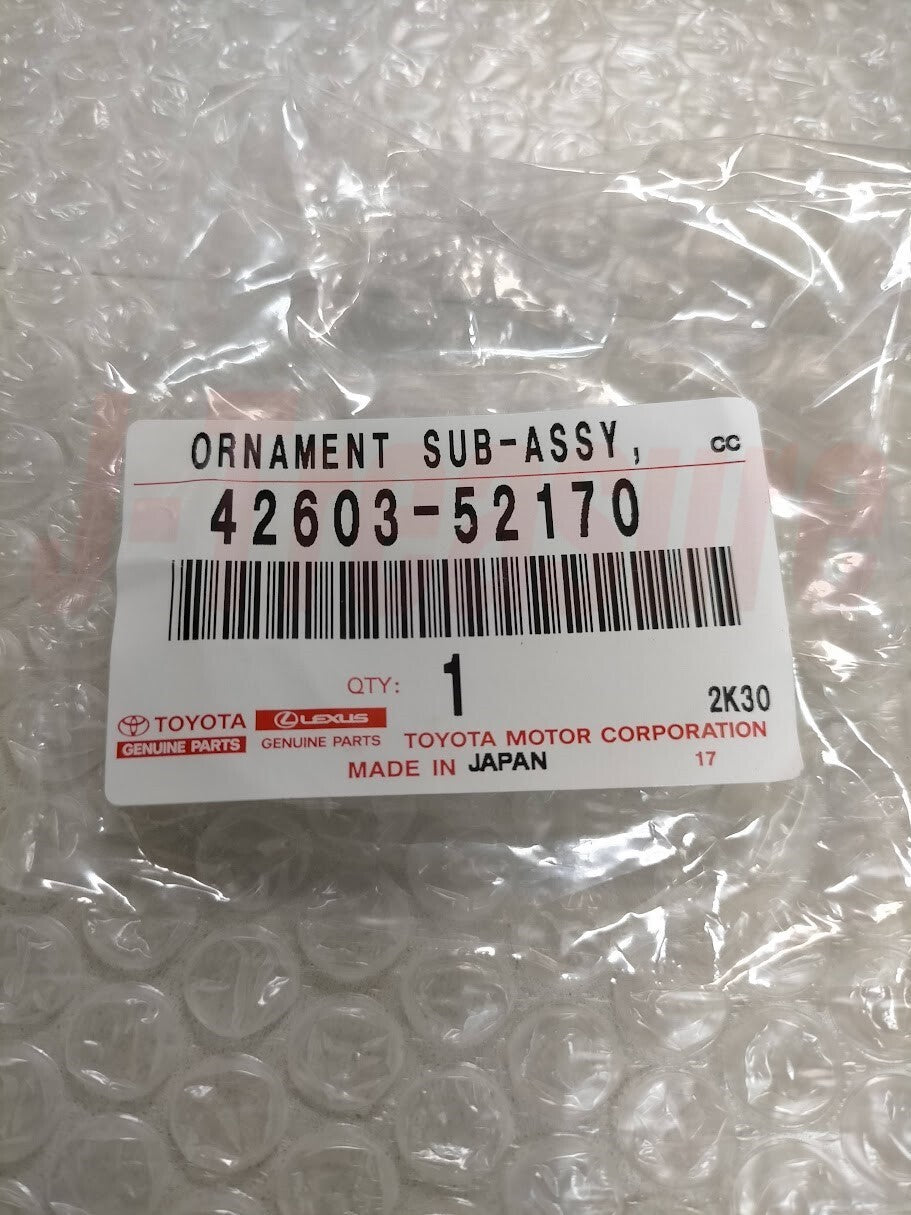 ORNAMENT SUB-ASSY, CC
42603-52170
QTY: 1
2K30
TOYOTA LEXUS
GENUINE PARTS GENUINE PARTS TOYOTA MOTOR CORPORATION
MADE IN JAPAN 17